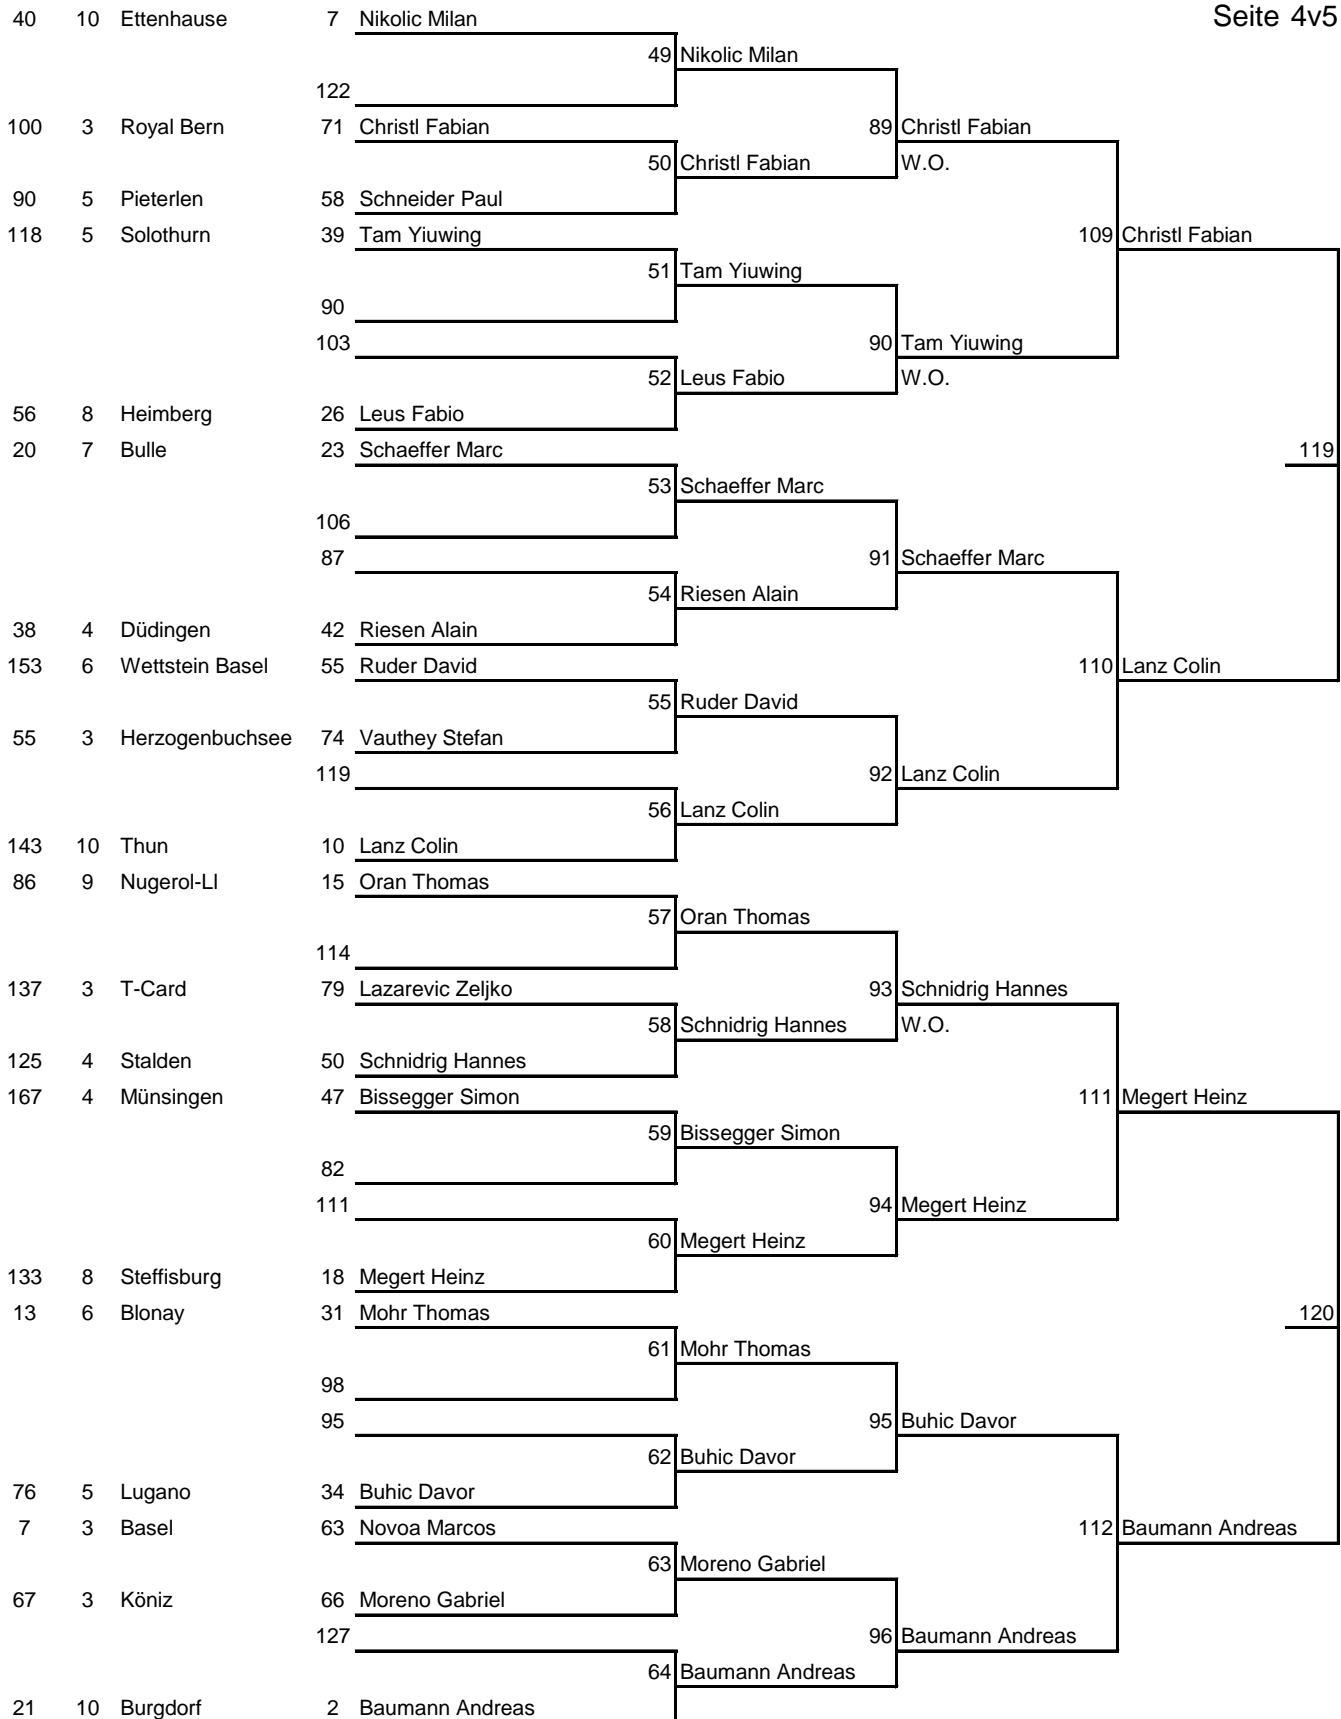 Seite 4v5
40 10 Ettenhause 7 Nikolic Milan
49 Nikolic Milan
122
100 3 Royal Bern 71 Christl Fabian 89 Christl Fabian
50 Christl Fabian W.O.
90 5 Pieterlen 58 Schneider Paul
118 5 Solothurn 39 Tam Yiuwing 109 Christl Fabian
51 Tam Yiuwing
90
103 90 Tam Yiuwing
52 Leus Fabio W.O.
56 8 Heimberg 26 Leus Fabio
20 7 Bulle 23 Schaeffer Marc 119
53 Schaeffer Marc
106
87 91 Schaeffer Marc
54 Riesen Alain
38 4 Düdingen 42 Riesen Alain
153 6 Wettstein Basel 55 Ruder David 110 Lanz Colin
55 Ruder David
55 3 Herzogenbuchsee 74 Vauthey Stefan
119 92 Lanz Colin
56 Lanz Colin
143 10 Thun 10 Lanz Colin
86 9 Nugerol-Ll 15 Oran Thomas
57 Oran Thomas
114
137 3 T-Card 79 Lazarevic Zeljko 93 Schnidrig Hannes
58 Schnidrig Hannes W.O.
125 4 Stalden 50 Schnidrig Hannes
167 4 Münsingen 47 Bissegger Simon 111 Megert Heinz
59 Bissegger Simon
82
111 94 Megert Heinz
60 Megert Heinz
133 8 Steffisburg 18 Megert Heinz
13 6 Blonay 31 Mohr Thomas 120
61 Mohr Thomas
98
95 95 Buhic Davor
62 Buhic Davor
76 5 Lugano 34 Buhic Davor
7 3 Basel 63 Novoa Marcos 112 Baumann Andreas
63 Moreno Gabriel
67 3 Köniz 66 Moreno Gabriel
127 96 Baumann Andreas
64 Baumann Andreas
21 10 Burgdorf 2 Baumann Andreas